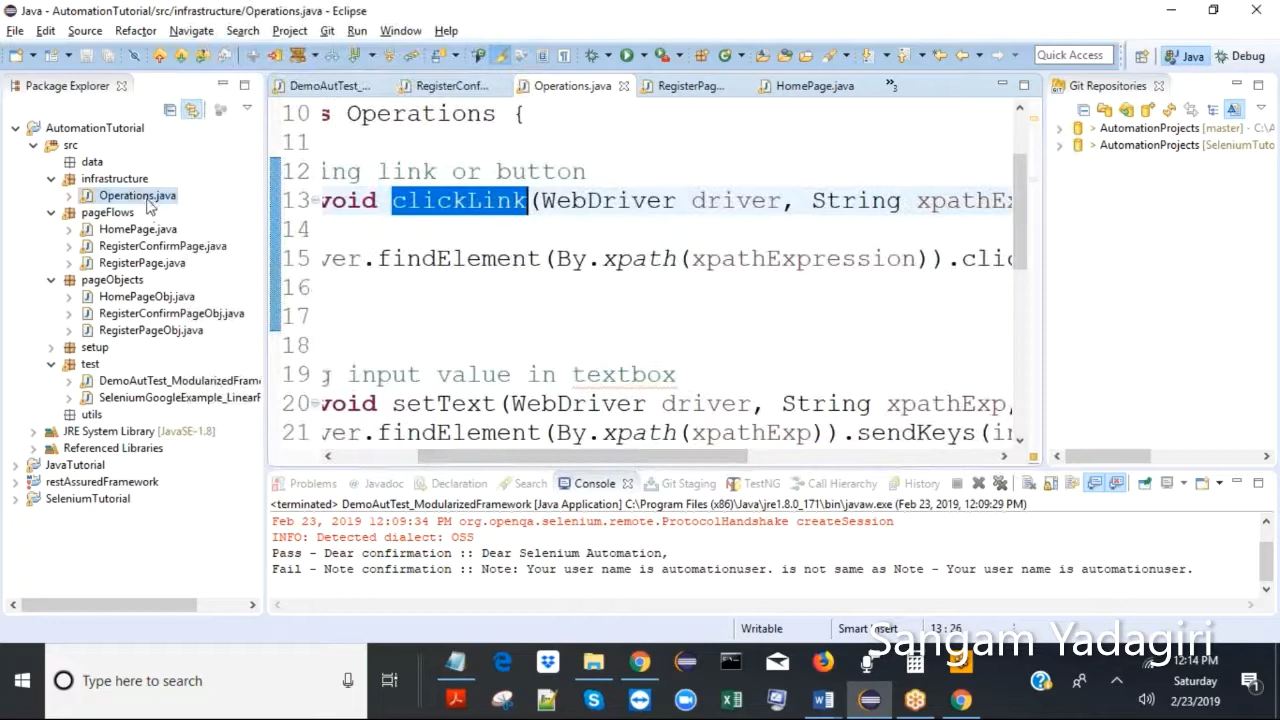 Java - AutomationTutorial/src/infrastructure/Operations.java - Eclipse
File Edit Source Refactor Navigate Search Project Git Run Window Help
Quick Access
Java
Debug
Package Explorer
AutomationTutorial
src
data
infrastructure
Operations.java
pageFlows
HomePage.java
RegisterConfirmPage.java
RegisterPage.java
pageObjects
HomePageObj.java
RegisterConfirmPageObj.java
RegisterPageObj.java
setup
test
DemoAutTest_ModularizedFrame
SeleniumGoogleExample_LinearF
utils
JRE System Library [JavaSE-1.8]
Referenced Libraries
JavaTutorial
restAssuredFramework
SeleniumTutorial
DemoAutTest_... RegisterConf... Operations.java RegisterPag... HomePage.java »3
10 s Operations {
11
12 ing link or button
13 void clickLink(WebDriver driver, String xpathEx
14
15 ver.findElement(By.xpath(xpathExpression)).clic
16
17
18
19 g input value in textbox
20 void setText(WebDriver driver, String xpathExp,
21 ver.findElement(By.xpath(xpathExp)).sendKeys(in
Git Repositories
AutomationProjects [master] - C:\A
AutomationProjects [SeleniumTuto
Problems @ Javadoc Declaration Search Console Git Staging TestNG Call Hierarchy History
<terminated> DemoAutTest_ModularizedFramework [Java Application] C:\Program Files (x86)\Java\jre1.8.0_171\bin\javaw.exe (Feb 23, 2019, 12:09:29 PM)
Feb 23, 2019 12:09:34 PM org.openqa.selenium.remote.ProtocolHandshake createSession
INFO: Detected dialect: OSS
Pass - Dear confirmation :: Dear Selenium Automation,
Fail - Note confirmation :: Note: Your user name is automationuser. is not same as Note - Your user name is automationuser.
Writable Smart Insert 13 : 26
Sangam Yadagiri
Type here to search
12:14 PM
Saturday
2/23/2019